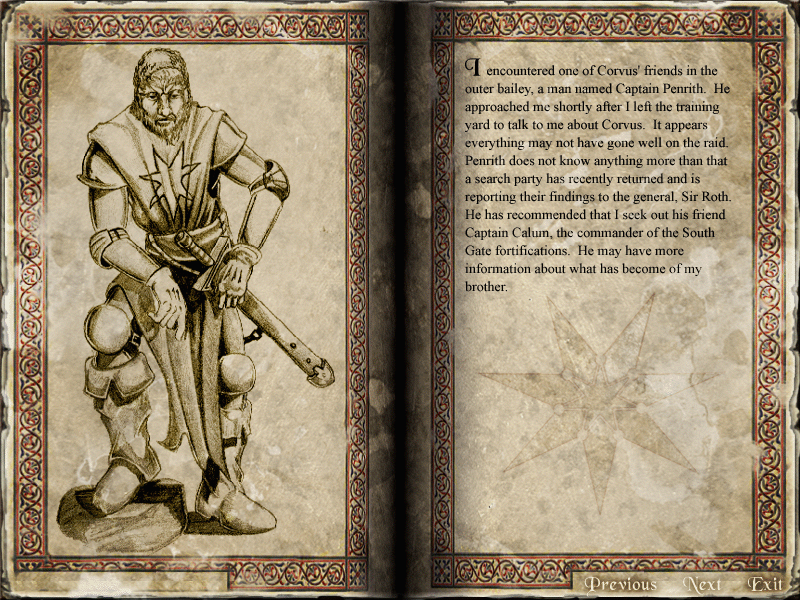 I encountered one of Corvus' friends in the
outer bailey, a man named Captain Penrith.  He
approached me shortly after I left the training
yard to talk to me about Corvus.  It appears
everything may not have gone well on the raid.
Penrith does not know anything more than that
a search party has recently returned and is
reporting their findings to the general, Sir Roth.
He has recommended that I seek out his friend
Captain Calum, the commander of the South
Gate fortifications.  He may have more
information about what has become of my
brother.
Previous Next Exit